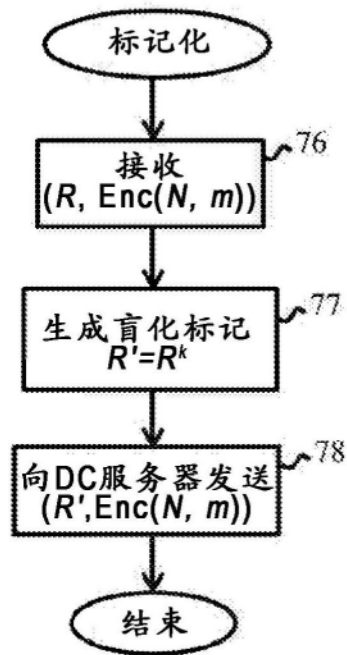 标记化
76
接收
(R, Enc(N, m))
77
生成盲化标记
R'=R^k
78
向DC服务器发送
(R',Enc(N, m))
结束